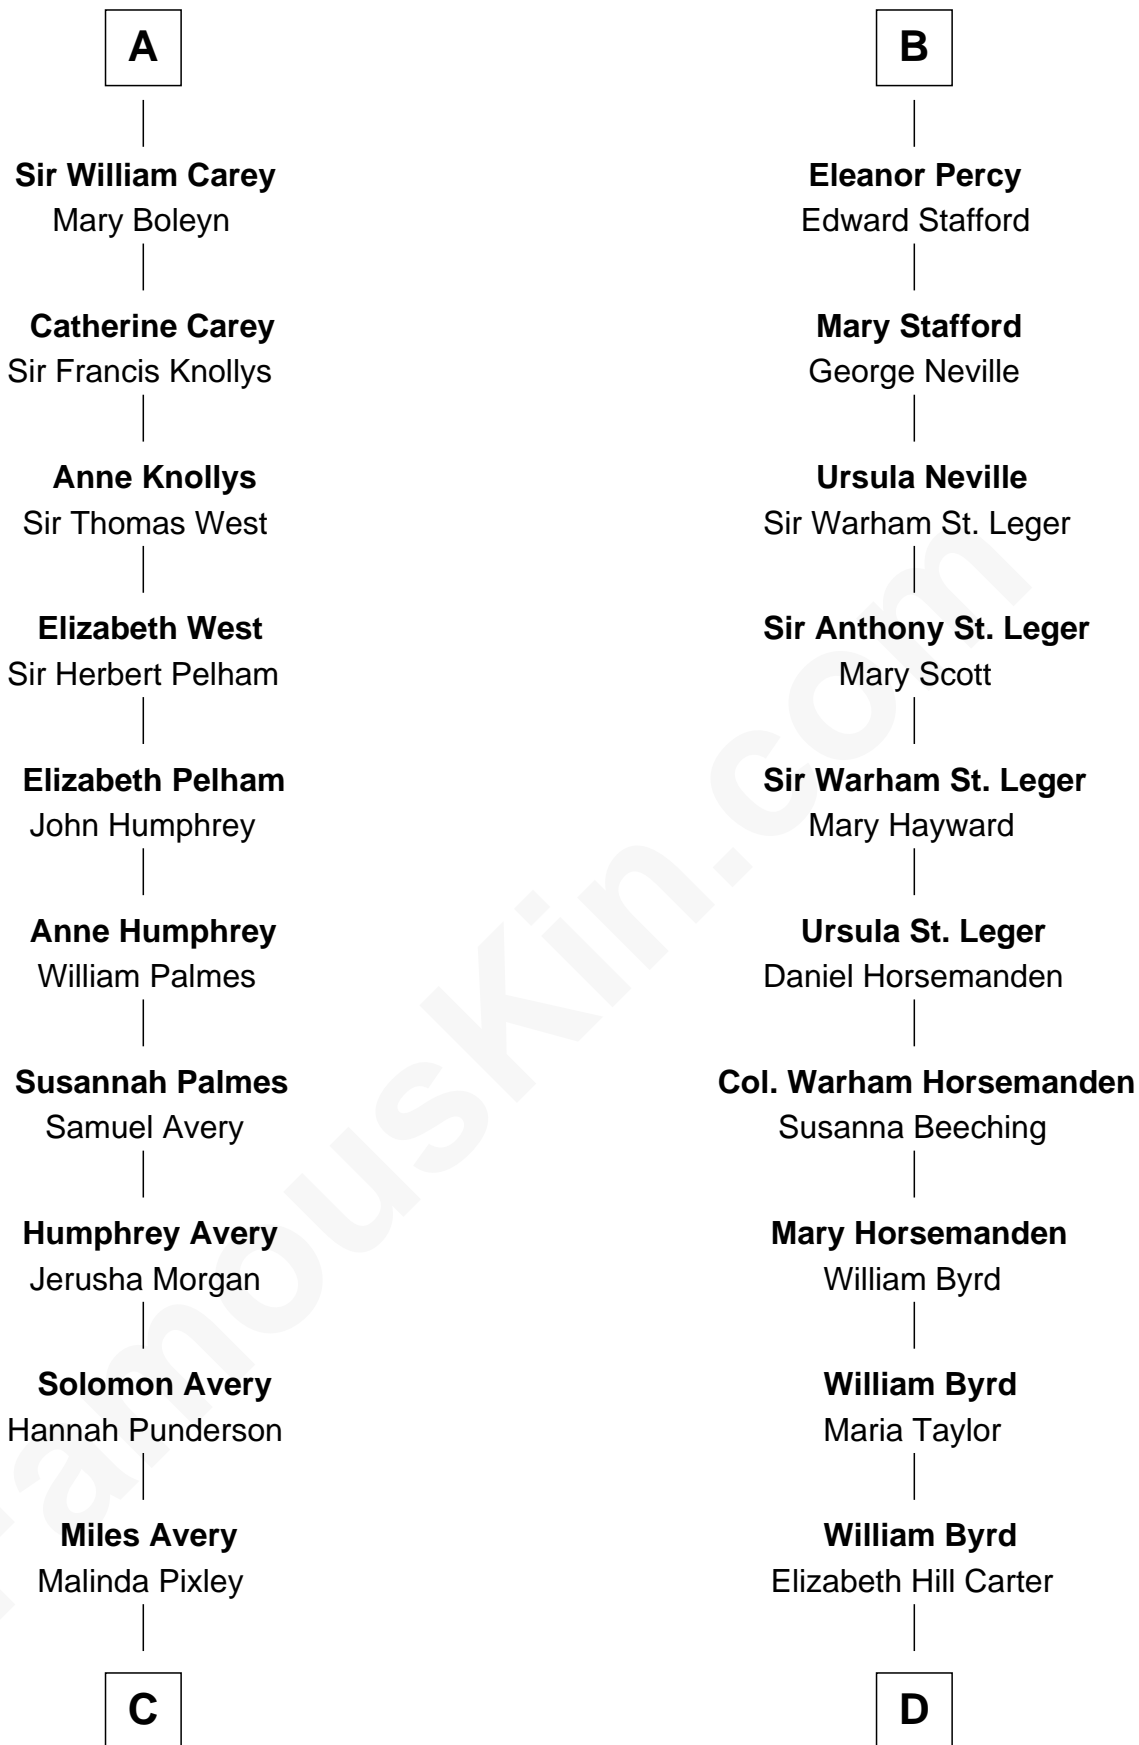 A
Sir William Carey
Mary Boleyn
Catherine Carey
Sir Francis Knollys
Anne Knollys
Sir Thomas West
Elizabeth West
Sir Herbert Pelham
Elizabeth Pelham
John Humphrey
Anne Humphrey
William Palmes
Susannah Palmes
Samuel Avery
Humphrey Avery
Jerusha Morgan
Solomon Avery
Hannah Punderson
Miles Avery
Malinda Pixley
C
B
Eleanor Percy
Edward Stafford
Mary Stafford
George Neville
Ursula Neville
Sir Warham St. Leger
Sir Anthony St. Leger
Mary Scott
Sir Warham St. Leger
Mary Hayward
Ursula St. Leger
Daniel Horsemanden
Col. Warham Horsemanden
Susanna Beeching
Mary Horsemanden
William Byrd
William Byrd
Maria Taylor
William Byrd
Elizabeth Hill Carter
D
FamousKin.com